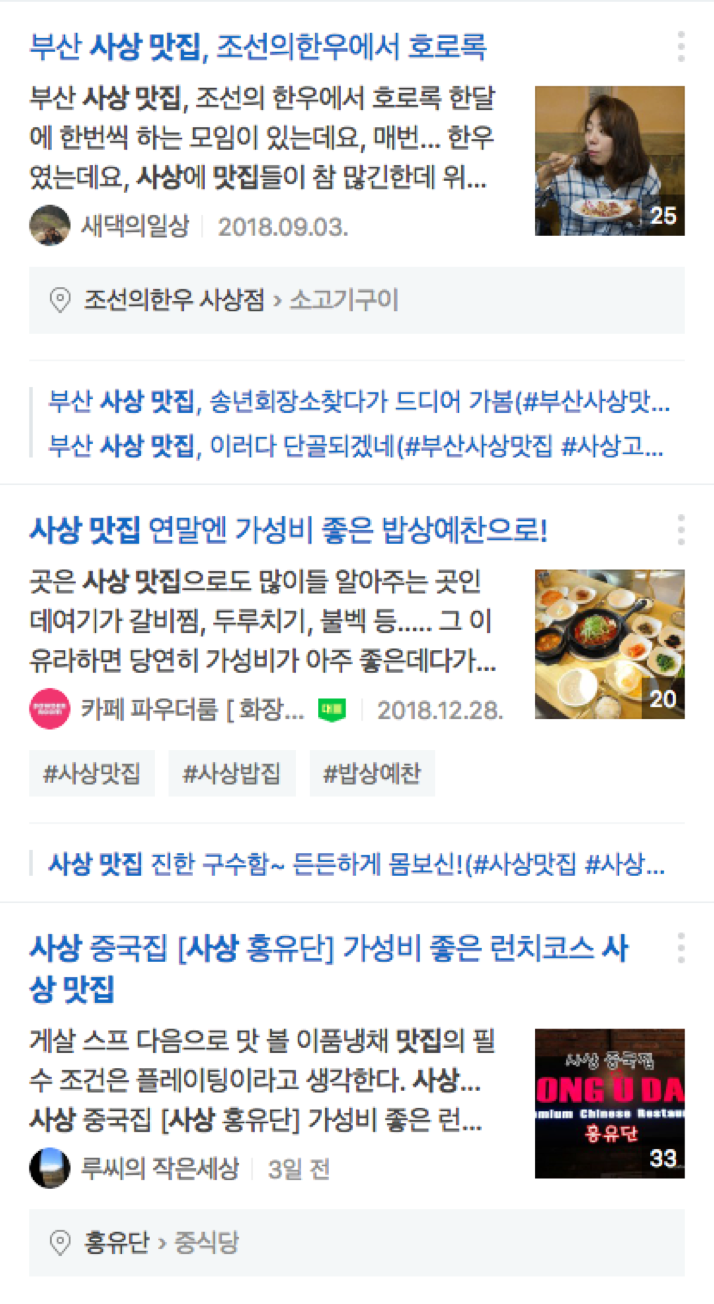 부산 사상 맛집, 조선의한우에서 호로록
부산 사상 맛집, 조선의 한우에서 호로록 한달
에 한번씩 하는 모임이 있는데요, 매번... 한우
였는데요, 사상에 맛집들이 참 많긴한데 위...
25
새댁의일상 2018.09.03.
조선의한우 사상점 › 소고기구이
부산 사상 맛집, 송년회장소찾다가 드디어 가봄(#부산사상맛...
부산 사상 맛집, 이러다 단골되겠네(#부산사상맛집 #사상고...
사상 맛집 연말엔 가성비 좋은 밥상예찬으로!
곳은 사상 맛집으로도 많이들 알아주는 곳인
데여기가 갈비찜, 두루치기, 불벡 등..... 그 이
유라하면 당연히 가성비가 아주 좋은데다가...
20
POWDER
ROOM
카페 파우더룸 [ 화장... 대표 2018.12.28.
#사상맛집 #사상밥집 #밥상예찬
사상 맛집 진한 구수함~ 든든하게 몸보신!(#사상맛집 #사상...
사상 중국집 [사상 홍유단] 가성비 좋은 런치코스 사
상 맛집
게살 스프 다음으로 맛 볼 이품냉채 맛집의 필
수 조건은 플레이팅이라고 생각한다. 사상...
사상 중국집 [사상 홍유단] 가성비 좋은 런...
사상 중국집
ONG U DA
mium Chinese Restau
홍유단
33
루씨의 작은세상 3일 전
홍유단 › 중식당